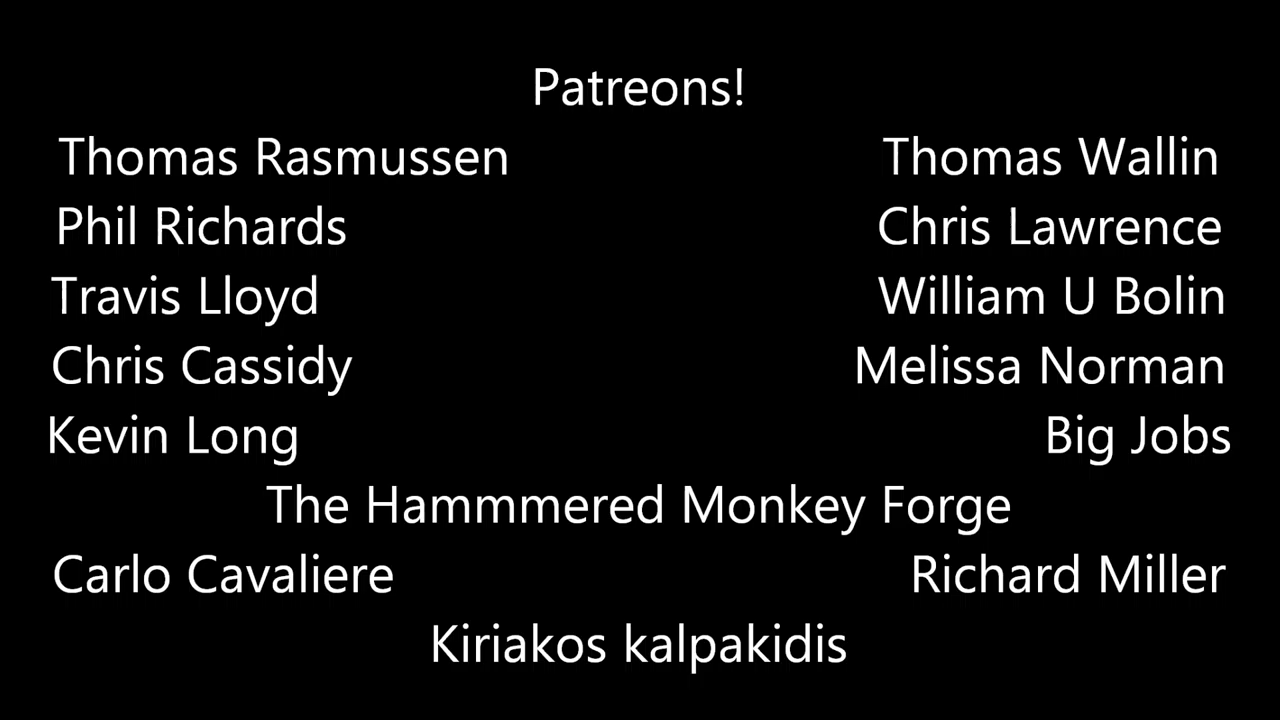 Patreons!
Thomas Rasmussen Thomas Wallin
Phil Richards Chris Lawrence
Travis Lloyd William U Bolin
Chris Cassidy Melissa Norman
Kevin Long Big Jobs
The Hammmered Monkey Forge
Carlo Cavaliere Richard Miller
Kiriakos kalpakidis